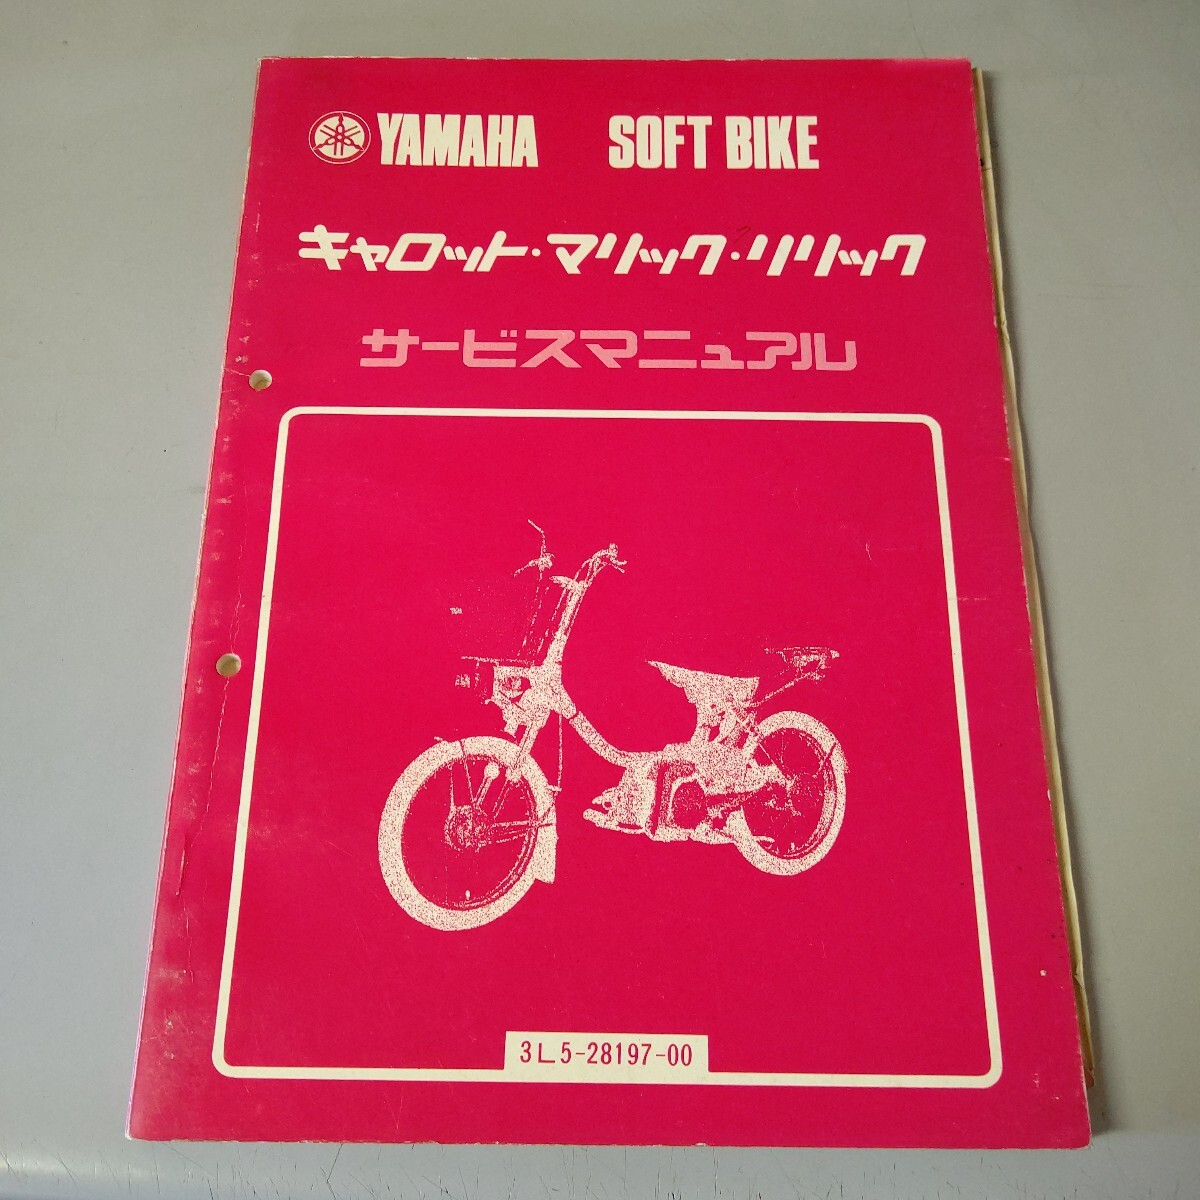 YAMAHA SOFT BIKE
キャロット・マリック・リリック
サービスマニュアル
3L5-28197-00